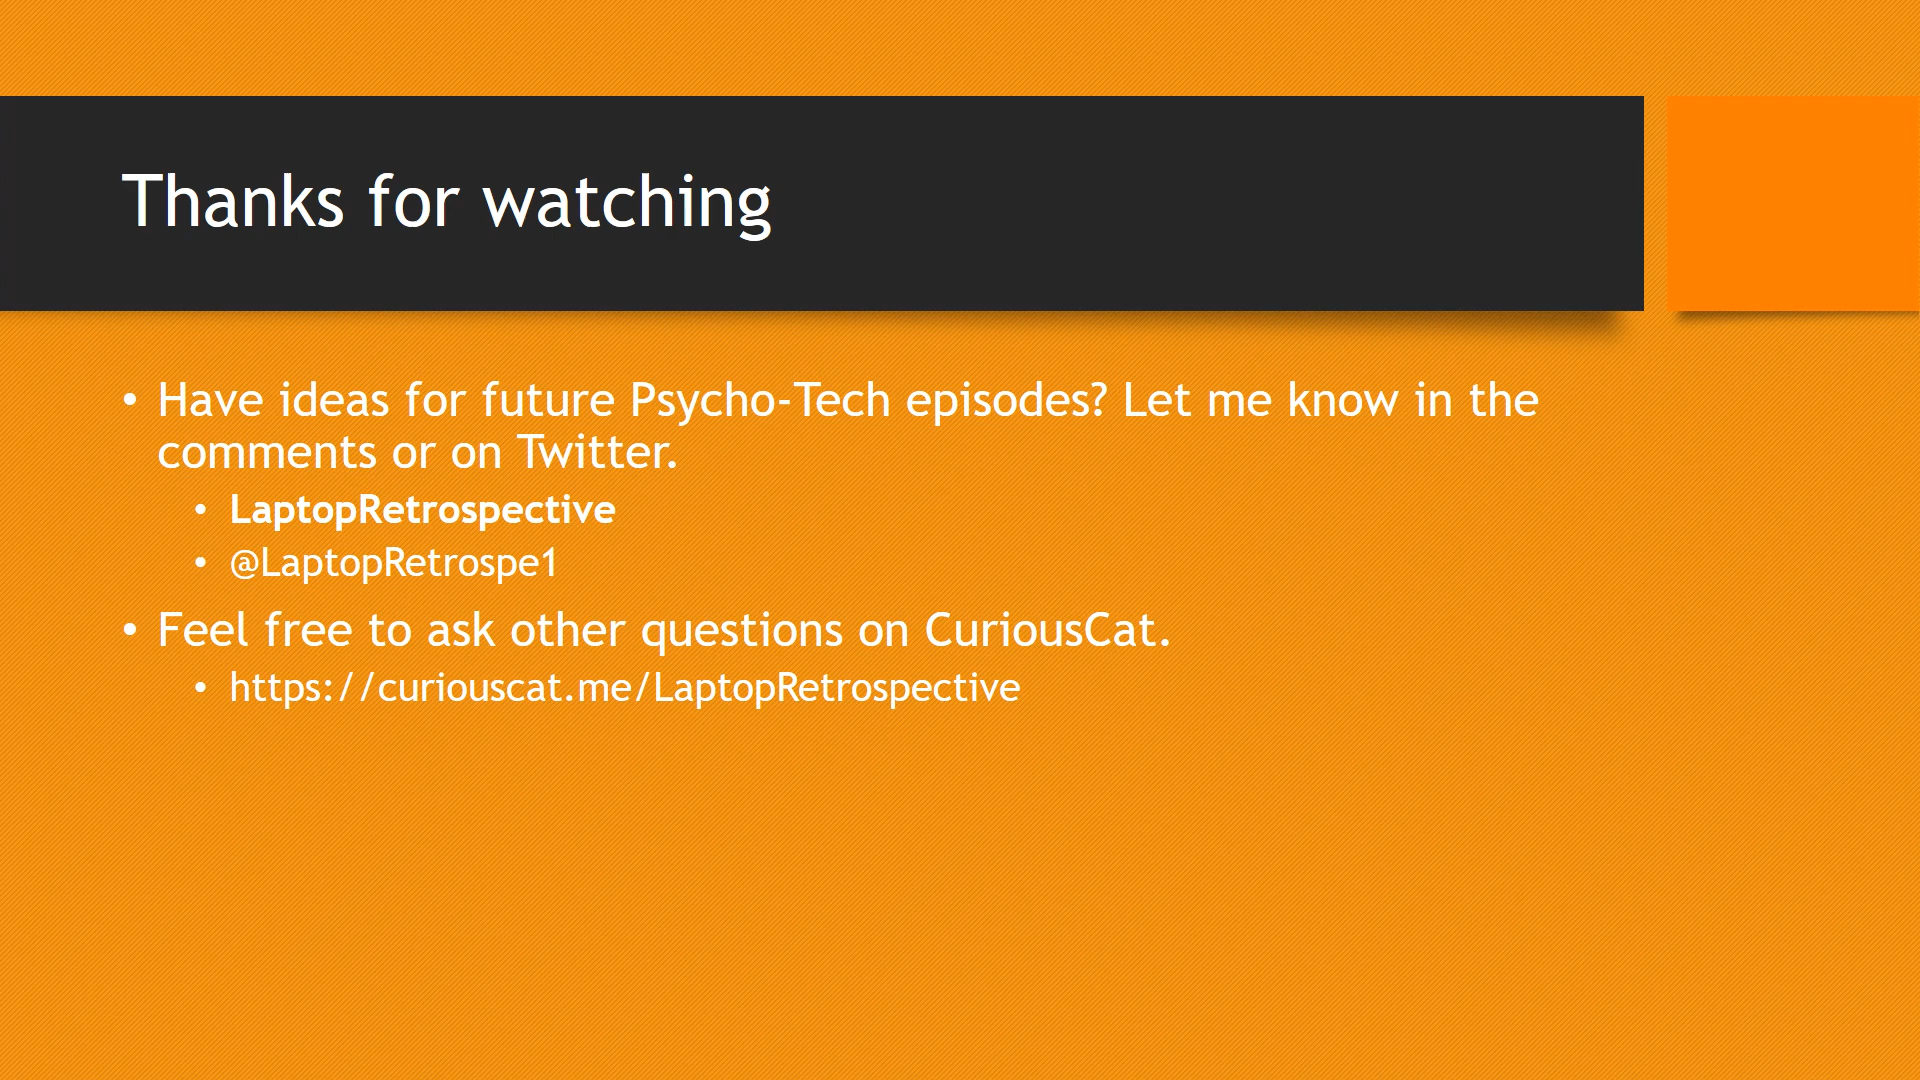 Thanks for watching
• Have ideas for future Psycho-Tech episodes? Let me know in the
comments or on Twitter.
• LaptopRetrospective
• @LaptopRetrospe1
• Feel free to ask other questions on CuriousCat.
• https://curiouscat.me/LaptopRetrospective